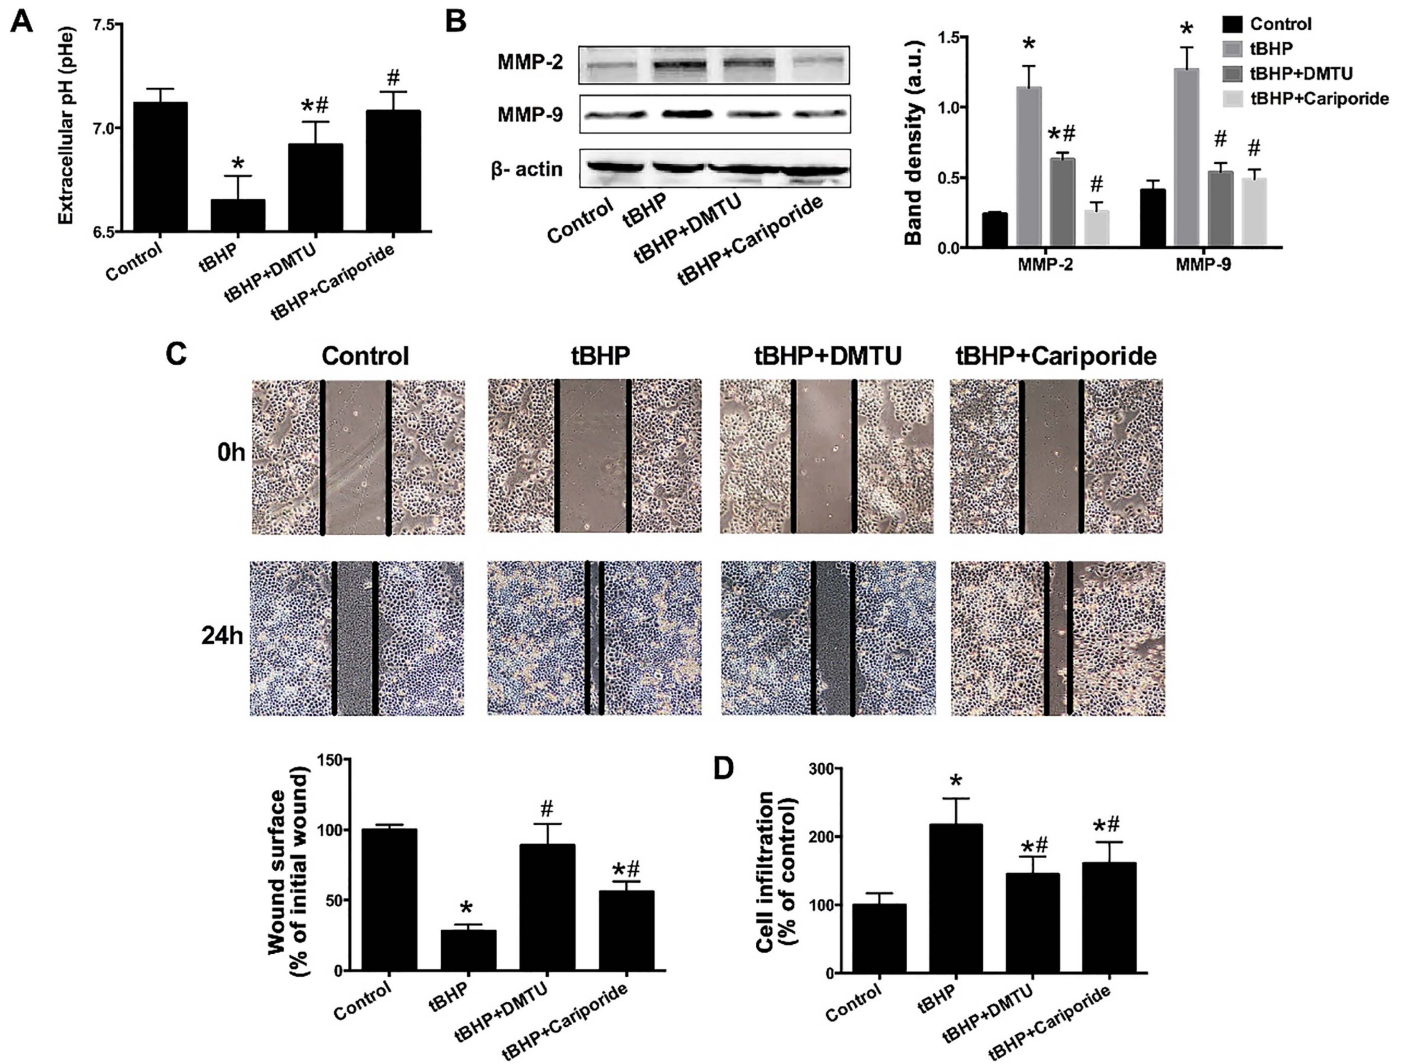 A
Extracellular pH (pHe)
7.5
7.0
6.5
*
*#
#
Control
tBHP
tBHP+DMTU
tBHP+Cariporide
B
MMP-2
MMP-9
β- actin
Control
tBHP
tBHP+DMTU
tBHP+Cariporide
Band density (a.u.)
1.5
1.0
0.5
0.0
*
*#
#
*
#
#
MMP-2
MMP-9
Control
tBHP
tBHP+DMTU
tBHP+Cariporide
C
Control
tBHP
tBHP+DMTU
tBHP+Cariporide
0h
24h
Wound surface
(% of initial wound)
150
100
50
0
*
#
*#
Control
tBHP
tBHP+DMTU
tBHP+Cariporide
D
Cell infiltration
(% of control)
300
200
100
0
*
*#
*#
Control
tBHP
tBHP+DMTU
tBHP+Cariporide